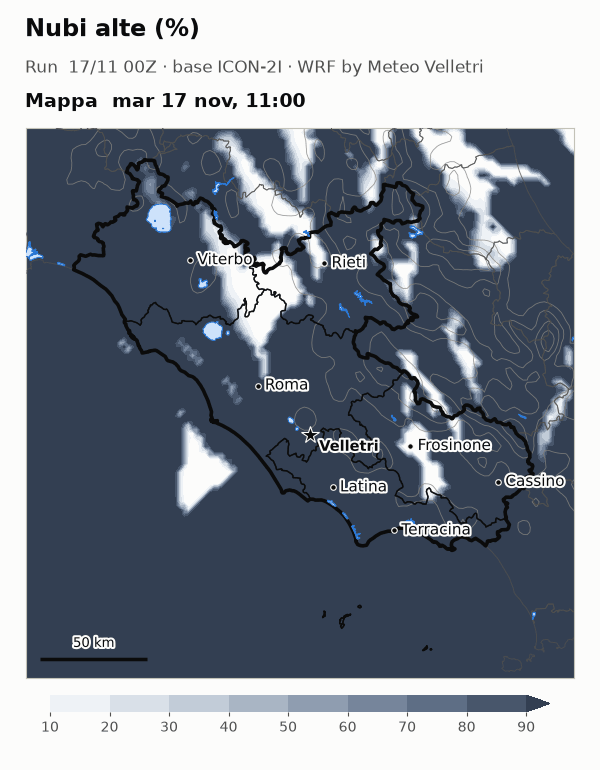 Nubi alte (%)
Run  17/11 00Z · base ICON-2I · WRF by Meteo Velletri
Mappa  mar 17 nov, 11:00
Viterbo
Rieti
Roma
Velletri
Frosinone
Latina
Cassino
Terracina
50 km
10 20 30 40 50 60 70 80 90